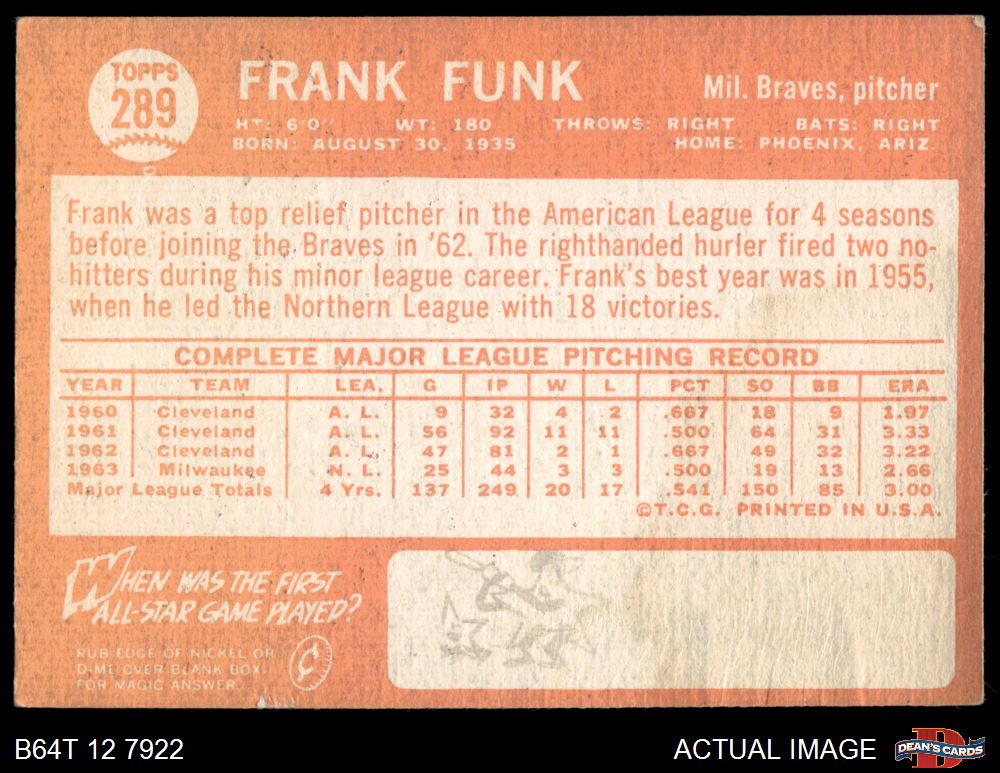 TOPPS
289
FRANK FUNK
Mil. Braves, pitcher
HT: 6'0" WT: 180 THROWS: RIGHT BATS: RIGHT
BORN: AUGUST 30, 1935 HOME: PHOENIX, ARIZ.
Frank was a top relief pitcher in the American League for 4 seasons
before joining the Braves in '62. The righthanded hurler fired two no-
hitters during his minor league career. Frank's best year was in 1955,
when he led the Northern League with 18 victories.
COMPLETE MAJOR LEAGUE PITCHING RECORD
YEAR TEAM LEA. G IP W L PCT SO BB ERA
1960 Cleveland A. L. 9 32 4 2 .667 18 9 1.97
1961 Cleveland A. L. 56 92 11 11 .500 64 31 3.33
1962 Cleveland A. L. 47 81 2 1 .667 49 32 3.22
1963 Milwaukee N. L. 25 44 3 3 .500 19 13 2.66
Major League Totals 4 Yrs. 137 249 20 17 .541 150 85 3.00
©T.C.G. PRINTED IN U.S.A.
WHEN WAS THE FIRST
ALL-STAR GAME PLAYED?
RUB EDGE OF NICKEL OR
DIME OVER BLANK BOX
FOR MAGIC ANSWER
¢
B64T 12 7922 ACTUAL IMAGE
D
DEAN'S CARDS